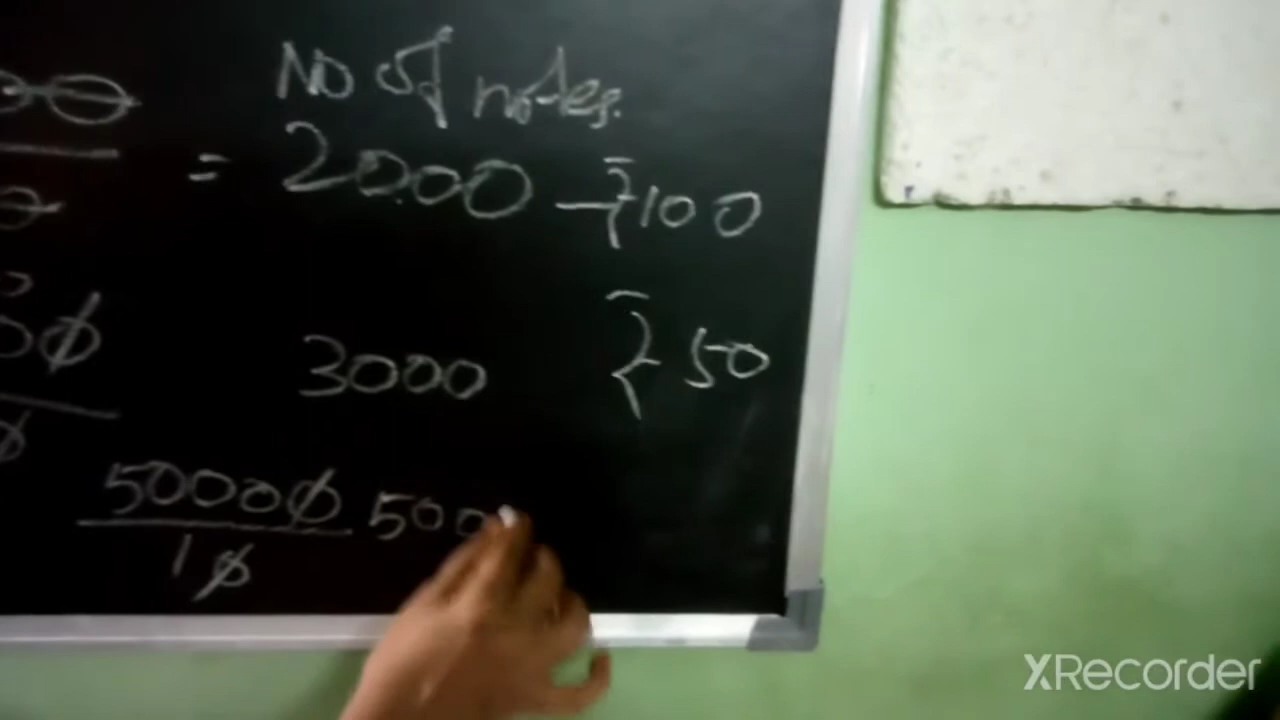 No of notes.
= 2000 - ₹100
3000 ₹ 50
50000 500
10
XRecorder